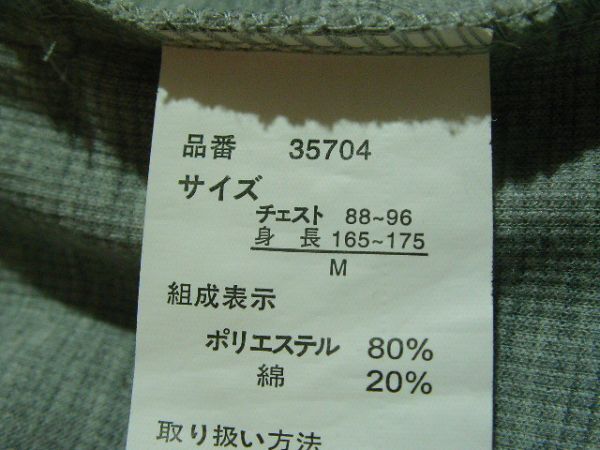 品番 35704
サイズ
チェスト 88~96
身長 165~175
M
組成表示
ポリエステル 80%
綿 20%
取り扱い方法